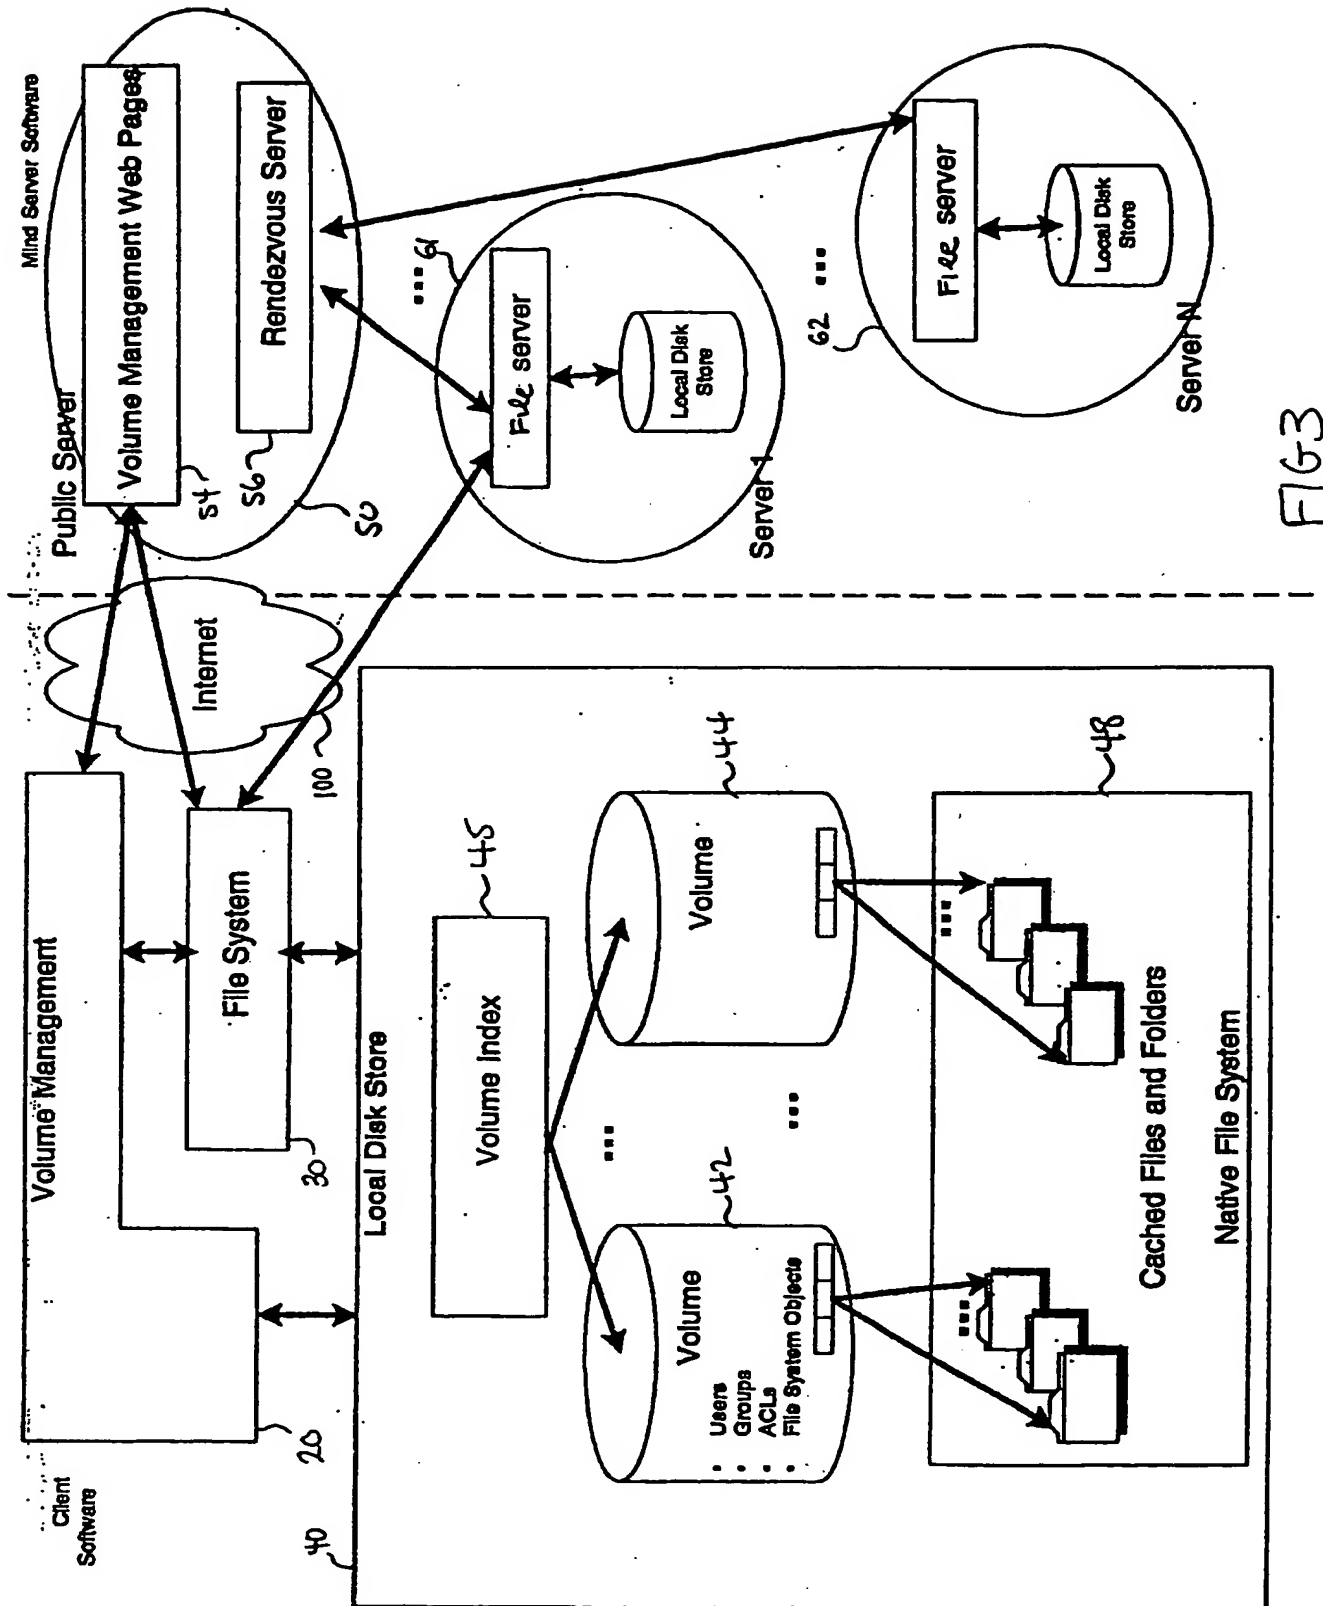 Client
Software
Mind Server Software
Volume Management
20
File System
30
Internet
100
Public Server
Volume Management Web Pages
54
Rendezvous Server
56
50
Local Disk Store
40
Volume Index
45
...
Volume
• Users
• Groups
• ACLs
• File System Objects
42
...
Volume
44
...
...
Cached Files and Folders
Native File System
48
...
61
File server
Local Disk
Store
Server 1
...
62
File server
Local Disk
Store
Server N
FIG3